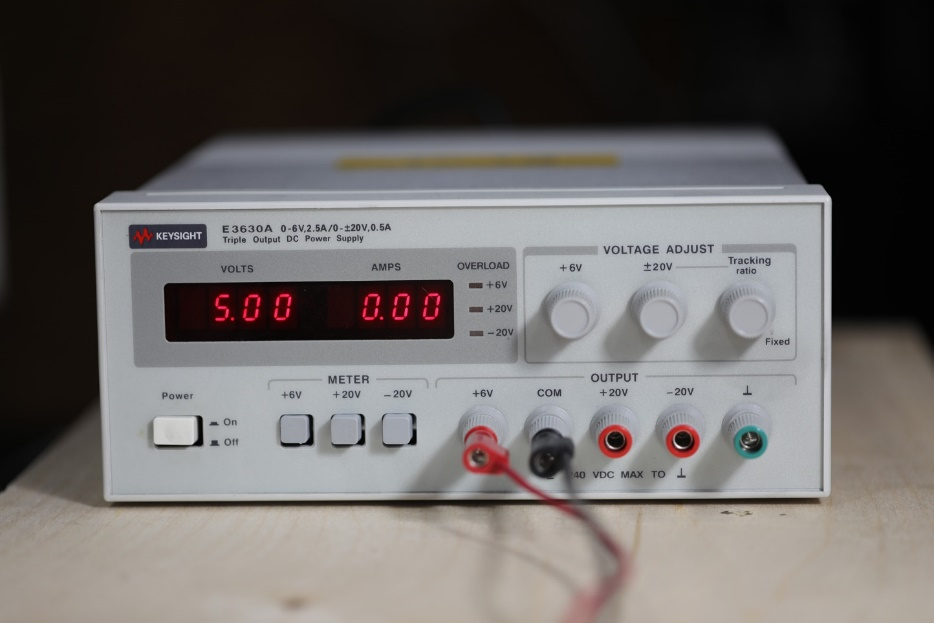 KEYSIGHT
E3630A 0-6V,2.5A/0-±20V,0.5A
Triple Output DC Power Supply
VOLTS AMPS OVERLOAD
+6V
+20V
-20V
5.00 0.00
VOLTAGE ADJUST
+6V ±20V Tracking ratio
Fixed
Power
On
Off
METER
+6V +20V -20V
OUTPUT
+6V COM +20V -20V ⏊
40 VDC MAX TO ⏊